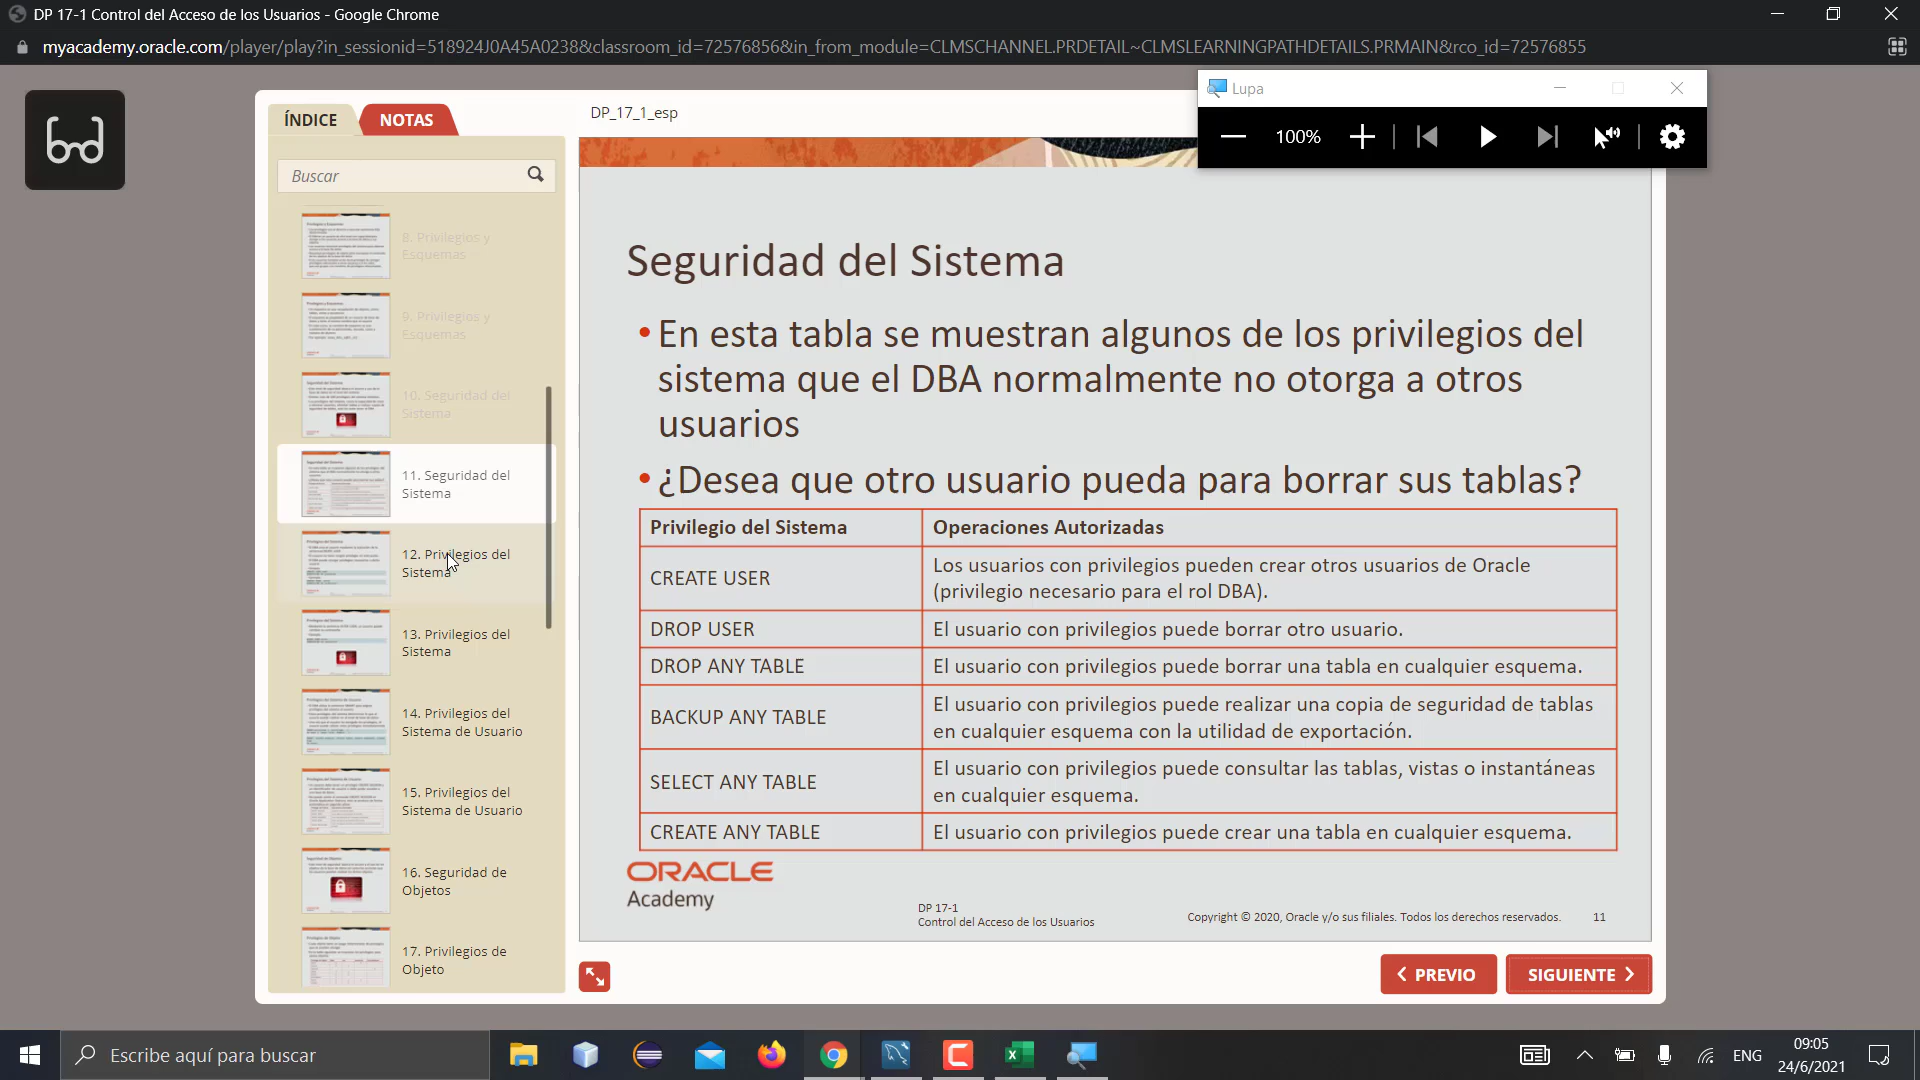 DP 17-1 Control del Acceso de los Usuarios - Google Chrome
myacademy.oracle.com/player/play?in_sessionid=518924J0A45A0238&classroom_id=72576856&in_from_module=CLMSCHANNEL.PRDETAIL~CLMSLEARNINGPATHDETAILS.PRMAIN&rco_id=72576855
Lupa
100%
ÍNDICE
NOTAS
Buscar
8. Privilegios y
Esquemas
9. Privilegios y
Esquemas
10. Seguridad del
Sistema
11. Seguridad del
Sistema
12. Privilegios del
Sistema
13. Privilegios del
Sistema
14. Privilegios del
Sistema de Usuario
15. Privilegios del
Sistema de Usuario
16. Seguridad de
Objetos
17. Privilegios de
Objeto
DP_17_1_esp
Seguridad del Sistema
• En esta tabla se muestran algunos de los privilegios del
sistema que el DBA normalmente no otorga a otros
usuarios
• ¿Desea que otro usuario pueda para borrar sus tablas?
Privilegio del Sistema
Operaciones Autorizadas
CREATE USER
Los usuarios con privilegios pueden crear otros usuarios de Oracle
(privilegio necesario para el rol DBA).
DROP USER
El usuario con privilegios puede borrar otro usuario.
DROP ANY TABLE
El usuario con privilegios puede borrar una tabla en cualquier esquema.
BACKUP ANY TABLE
El usuario con privilegios puede realizar una copia de seguridad de tablas
en cualquier esquema con la utilidad de exportación.
SELECT ANY TABLE
El usuario con privilegios puede consultar las tablas, vistas o instantáneas
en cualquier esquema.
CREATE ANY TABLE
El usuario con privilegios puede crear una tabla en cualquier esquema.
ORACLE
Academy
DP 17-1
Control del Acceso de los Usuarios
Copyright © 2020, Oracle y/o sus filiales. Todos los derechos reservados.
11
PREVIO
SIGUIENTE
Escribe aquí para buscar
ENG
09:05
24/6/2021